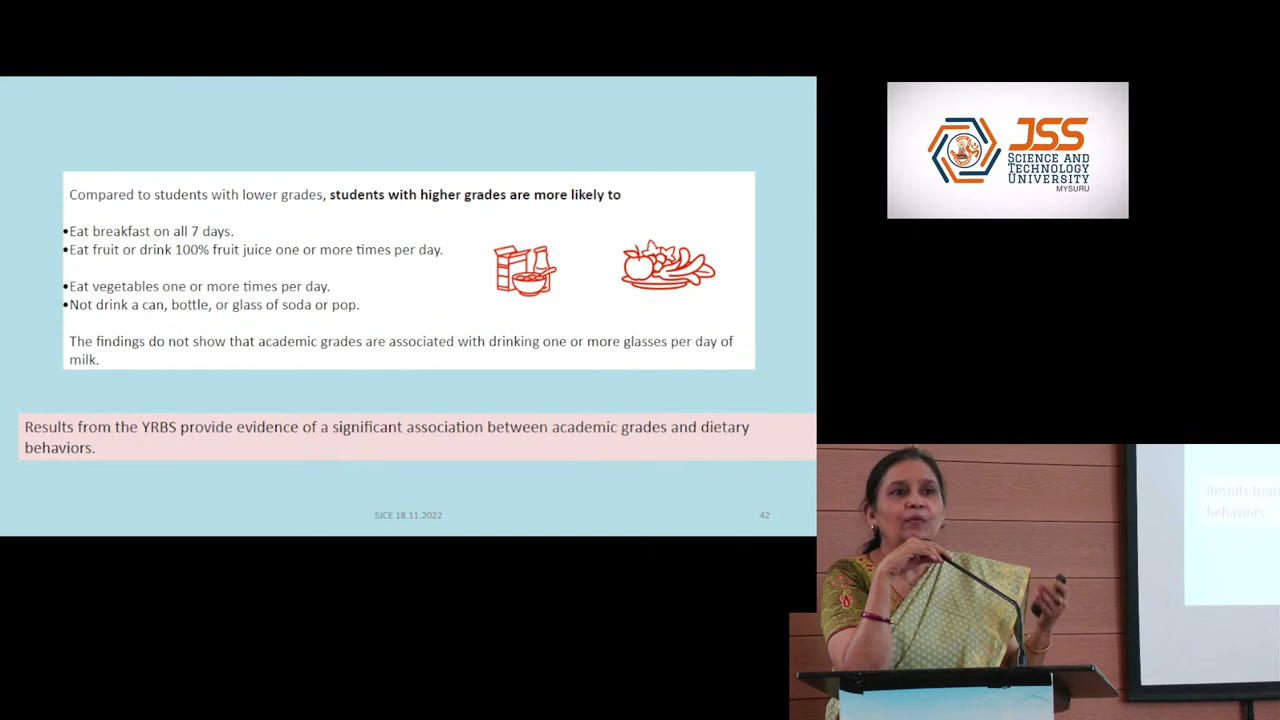 Compared to students with lower grades, students with higher grades are more likely to
•Eat breakfast on all 7 days.
•Eat fruit or drink 100% fruit juice one or more times per day.
•Eat vegetables one or more times per day.
•Not drink a can, bottle, or glass of soda or pop.
The findings do not show that academic grades are associated with drinking one or more glasses per day of
milk.
Results from the YRBS provide evidence of a significant association between academic grades and dietary
behaviors.
SJCE 18.11.2022
42
JSS
SCIENCE AND
TECHNOLOGY
UNIVERSITY
MYSURU
Results from
behaviors.